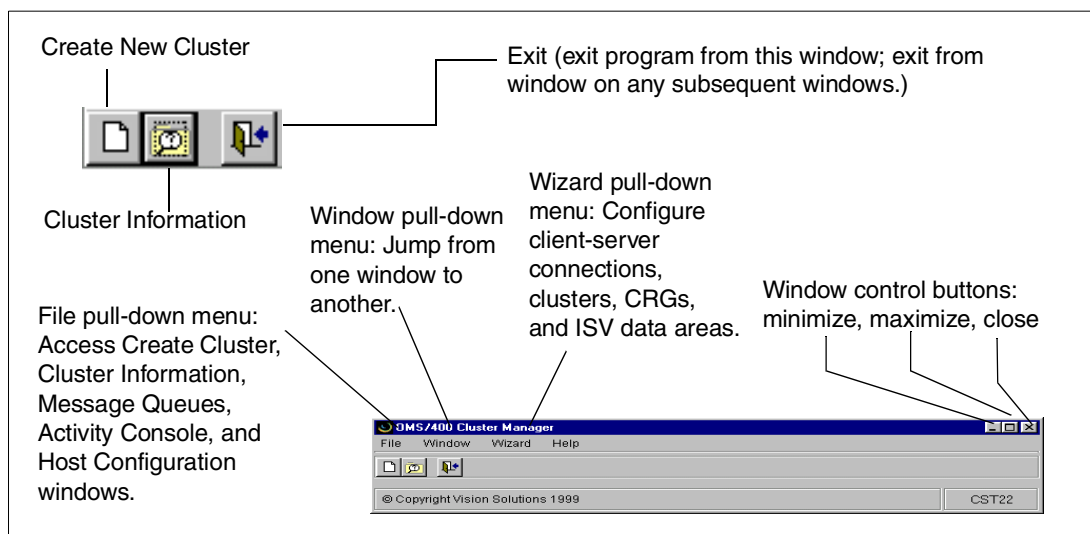 Create New Cluster
Exit (exit program from this window; exit from
window on any subsequent windows.)
Cluster Information
Window pull-down
menu: Jump from
one window to
another.
Wizard pull-down
menu: Configure
client-server
connections,
clusters, CRGs,
and ISV data areas.
Window control buttons:
minimize, maximize, close
File pull-down menu:
Access Create Cluster,
Cluster Information,
Message Queues,
Activity Console, and
Host Configuration
windows.
OMS/400 Cluster Manager
File Window Wizard Help
© Copyright Vision Solutions 1999
CST22